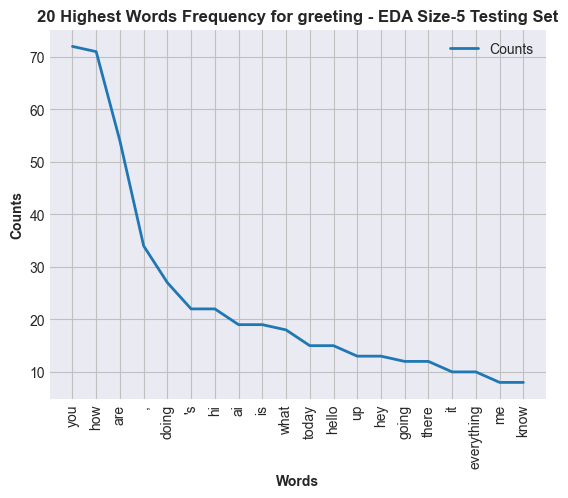 20 Highest Words Frequency for greeting - EDA Size-5 Testing Set
Counts
70
60
50
40
30
20
10
Counts
you
how
are
,
doing
's
hi
ai
is
what
today
hello
up
hey
going
there
it
everything
me
know
Words